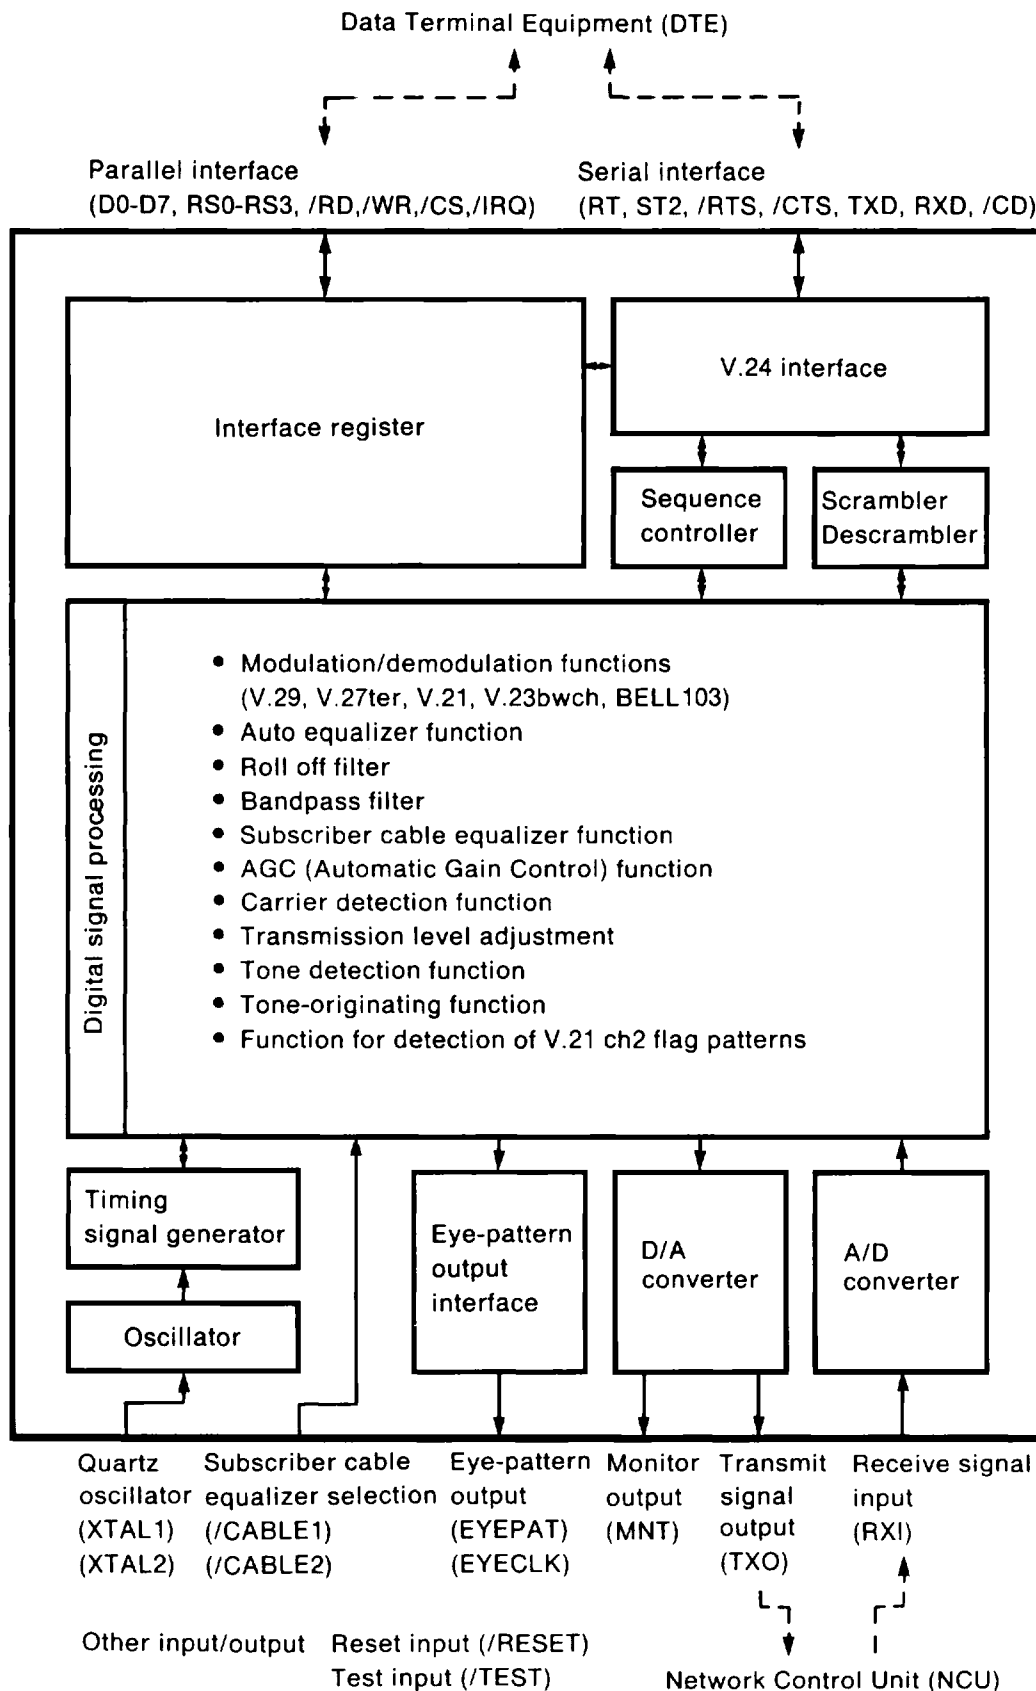 Data Terminal Equipment (DTE)
Parallel interface
(D0-D7, RS0-RS3, /RD,/WR,/CS,/IRQ)
Serial interface
(RT, ST2, /RTS, /CTS, TXD, RXD, /CD)
Interface register
V.24 interface
Sequence
controller
Scrambler
Descrambler
Digital signal processing
• Modulation/demodulation functions
(V.29, V.27ter, V.21, V.23bwch, BELL103)
• Auto equalizer function
• Roll off filter
• Bandpass filter
• Subscriber cable equalizer function
• AGC (Automatic Gain Control) function
• Carrier detection function
• Transmission level adjustment
• Tone detection function
• Tone-originating function
• Function for detection of V.21 ch2 flag patterns
Timing
signal generator
Oscillator
Eye-pattern
output
interface
D/A
converter
A/D
converter
Quartz
oscillator
(XTAL1)
(XTAL2)
Subscriber cable
equalizer selection
(/CABLE1)
(/CABLE2)
Eye-pattern
output
(EYEPAT)
(EYECLK)
Monitor
output
(MNT)
Transmit
signal
output
(TXO)
Receive signal
input
(RXI)
Other input/output
Reset input (/RESET)
Test input (/TEST)
Network Control Unit (NCU)